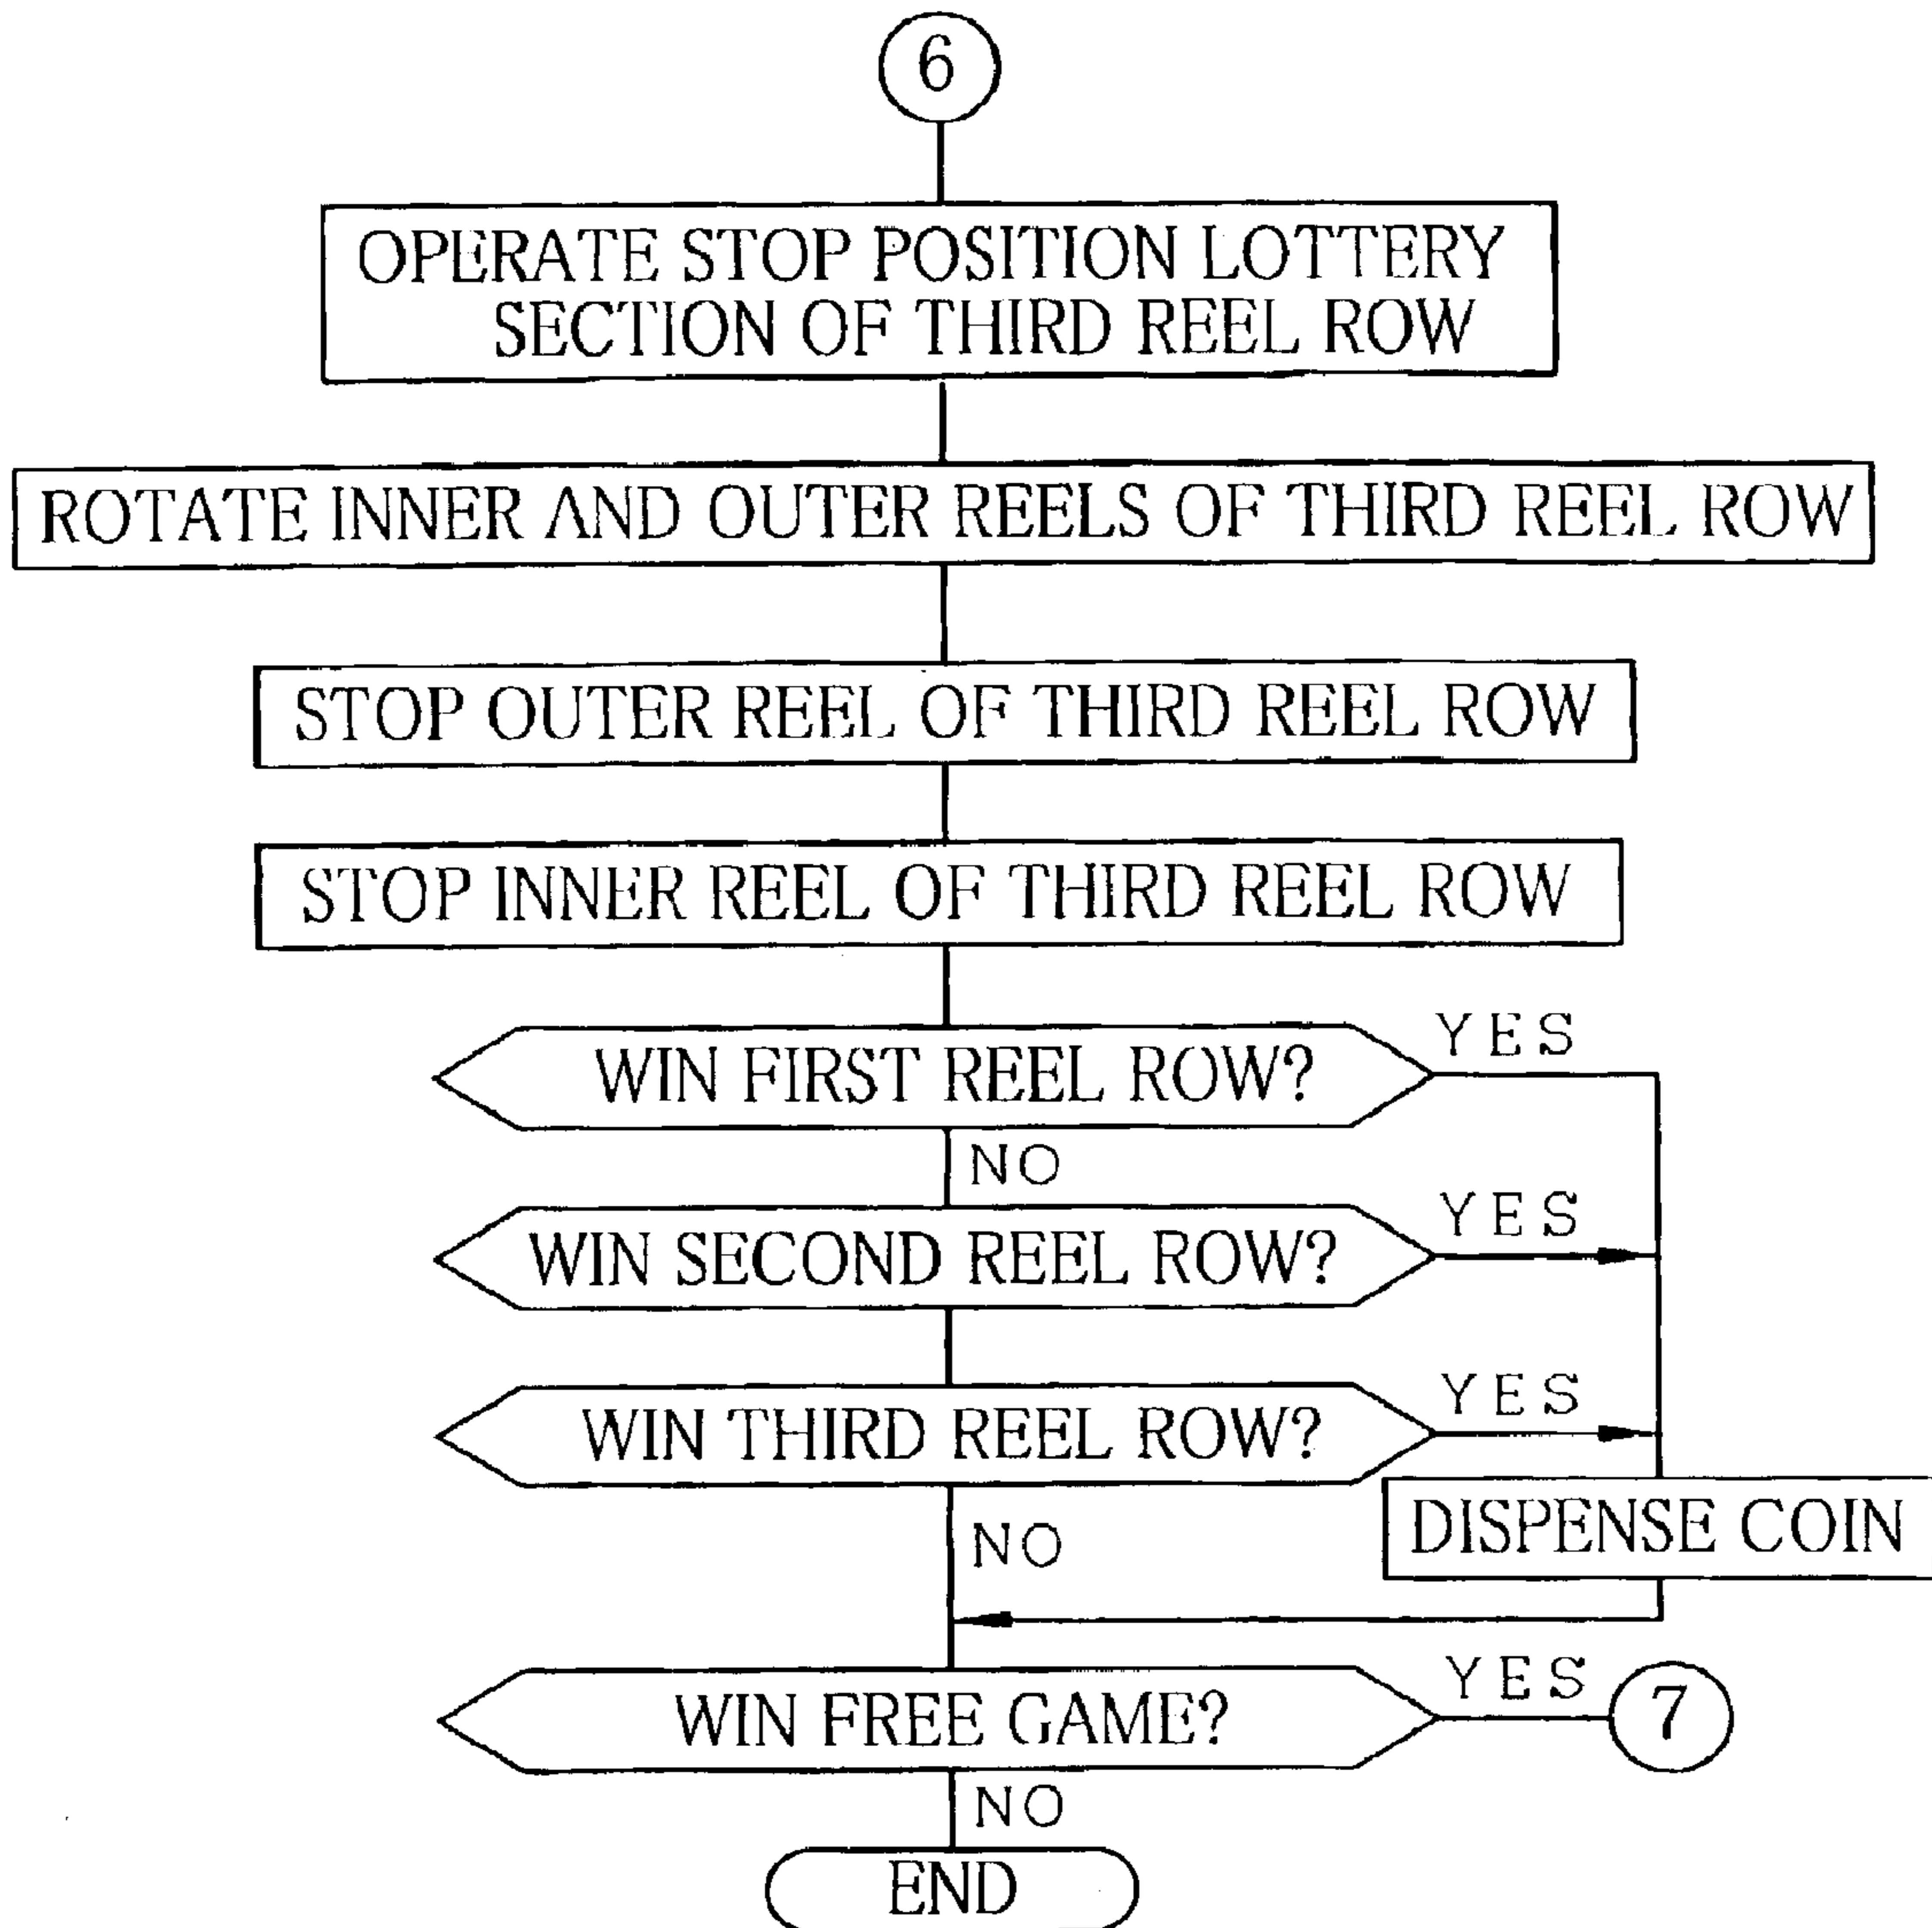 6
OPERATE STOP POSITION LOTTERY
SECTION OF THIRD REEL ROW
ROTATE INNER AND OUTER REELS OF THIRD REEL ROW
STOP OUTER REEL OF THIRD REEL ROW
STOP INNER REEL OF THIRD REEL ROW
WIN FIRST REEL ROW?
YES
NO
WIN SECOND REEL ROW?
YES
WIN THIRD REEL ROW?
YES
NO
DISPENSE COIN
WIN FREE GAME?
YES
7
NO
END